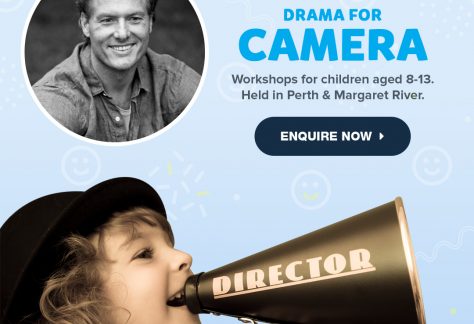 DRAMA FOR
CAMERA
Workshops for children aged 8-13.
Held in Perth & Margaret River.
ENQUIRE NOW
DIRECTOR